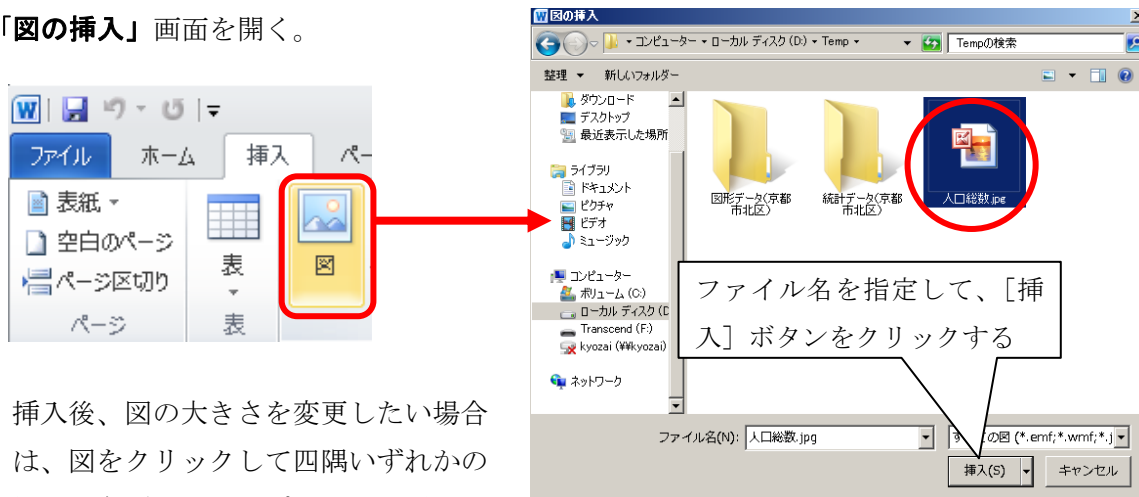 「図の挿入」画面を開く。
ファイル ホーム 挿入 ペー
表紙
空白のページ
ページ区切り
ページ
表
表
図
挿入後、図の大きさを変更したい場合
は、図をクリックして四隅いずれかの
図の挿入
コンピューター ローカル ディスク (D:) Temp
Tempの検索
整理 新しいフォルダー
ダウンロード
デスクトップ
最近表示した場所
ライブラリ
ドキュメント
ピクチャ
ビデオ
ミュージック
コンピューター
ボリューム (C:)
ローカル ディスク (D
Transcend (F:)
kyozai (¥¥kyozai)
ネットワーク
図形データ(京都
市北区)
統計データ(京都
市北区)
人口総数.jpg
ファイル名を指定して、［挿
入］ボタンをクリックする
ファイル名(N): 人口総数.jpg
の図 (*.emf;*.wmf;*.j
挿入(S) キャンセル